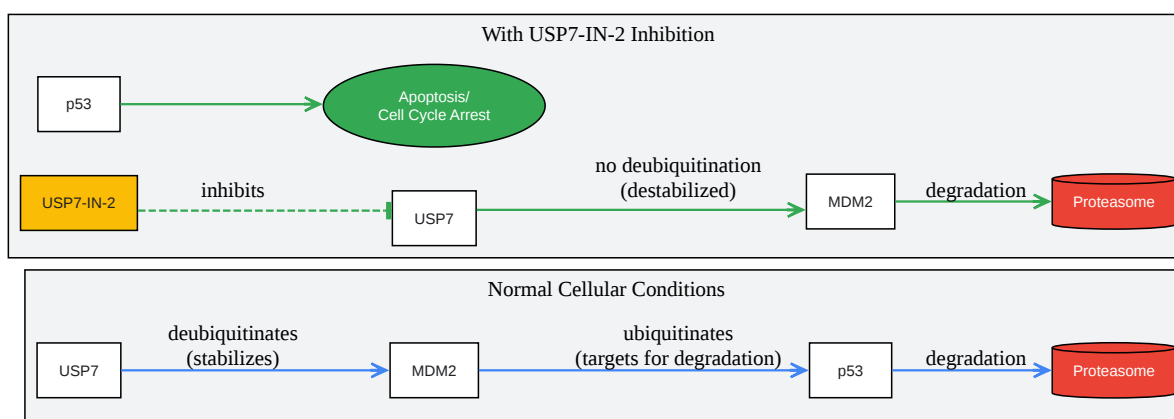 With USP7-IN-2 Inhibition
p53
Apoptosis/
Cell Cycle Arrest
USP7-IN-2
inhibits
USP7
no deubiquitination
(destabilized)
MDM2
degradation
Proteasome
Normal Cellular Conditions
USP7
deubiquitinates
(stabilizes)
MDM2
ubiquitinates
(targets for degradation)
p53
degradation
Proteasome